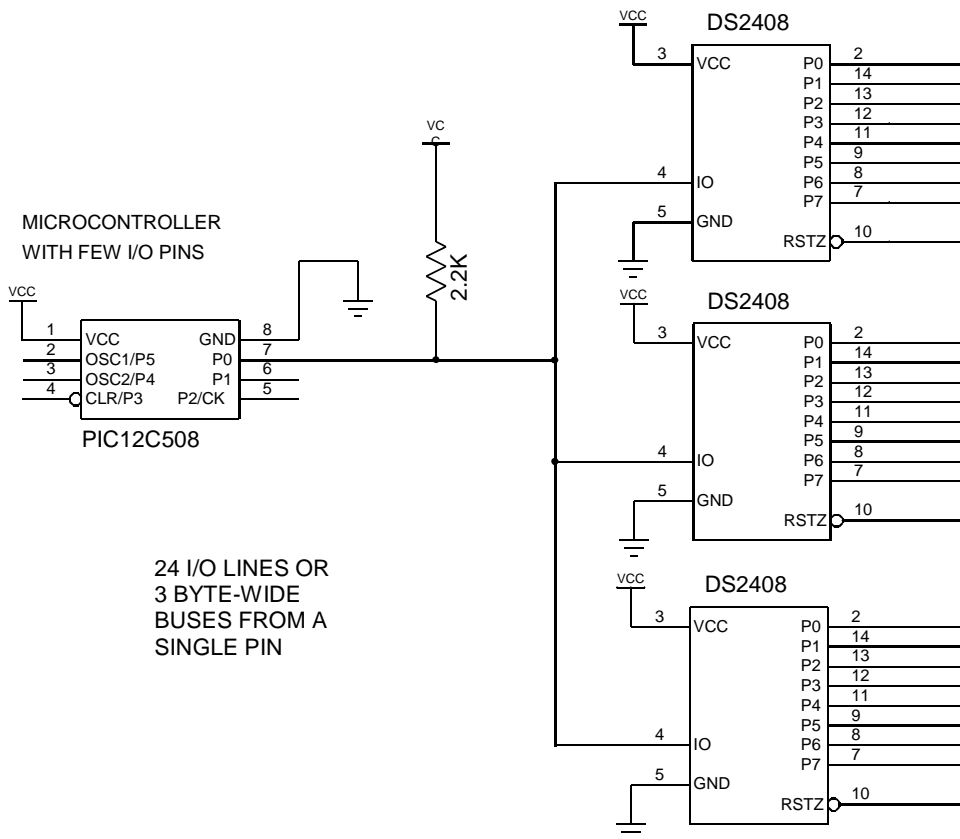 VCC
DS2408
3
VCC
P0
2
P1
14
P2
13
P3
12
P4
11
P5
9
4
IO
P6
8
P7
7
5
GND
RSTZ
10
VC
C
2.2K
MICROCONTROLLER
WITH FEW I/O PINS
VCC
1
VCC
GND
8
2
OSC1/P5
P0
7
3
OSC2/P4
P1
6
4
CLR/P3
P2/CK
5
PIC12C508
VCC
DS2408
3
VCC
P0
2
P1
14
P2
13
P3
12
P4
11
P5
9
4
IO
P6
8
P7
7
5
GND
RSTZ
10
24 I/O LINES OR
3 BYTE-WIDE
BUSES FROM A
SINGLE PIN
VCC
DS2408
3
VCC
P0
2
P1
14
P2
13
P3
12
P4
11
P5
9
4
IO
P6
8
P7
7
5
GND
RSTZ
10